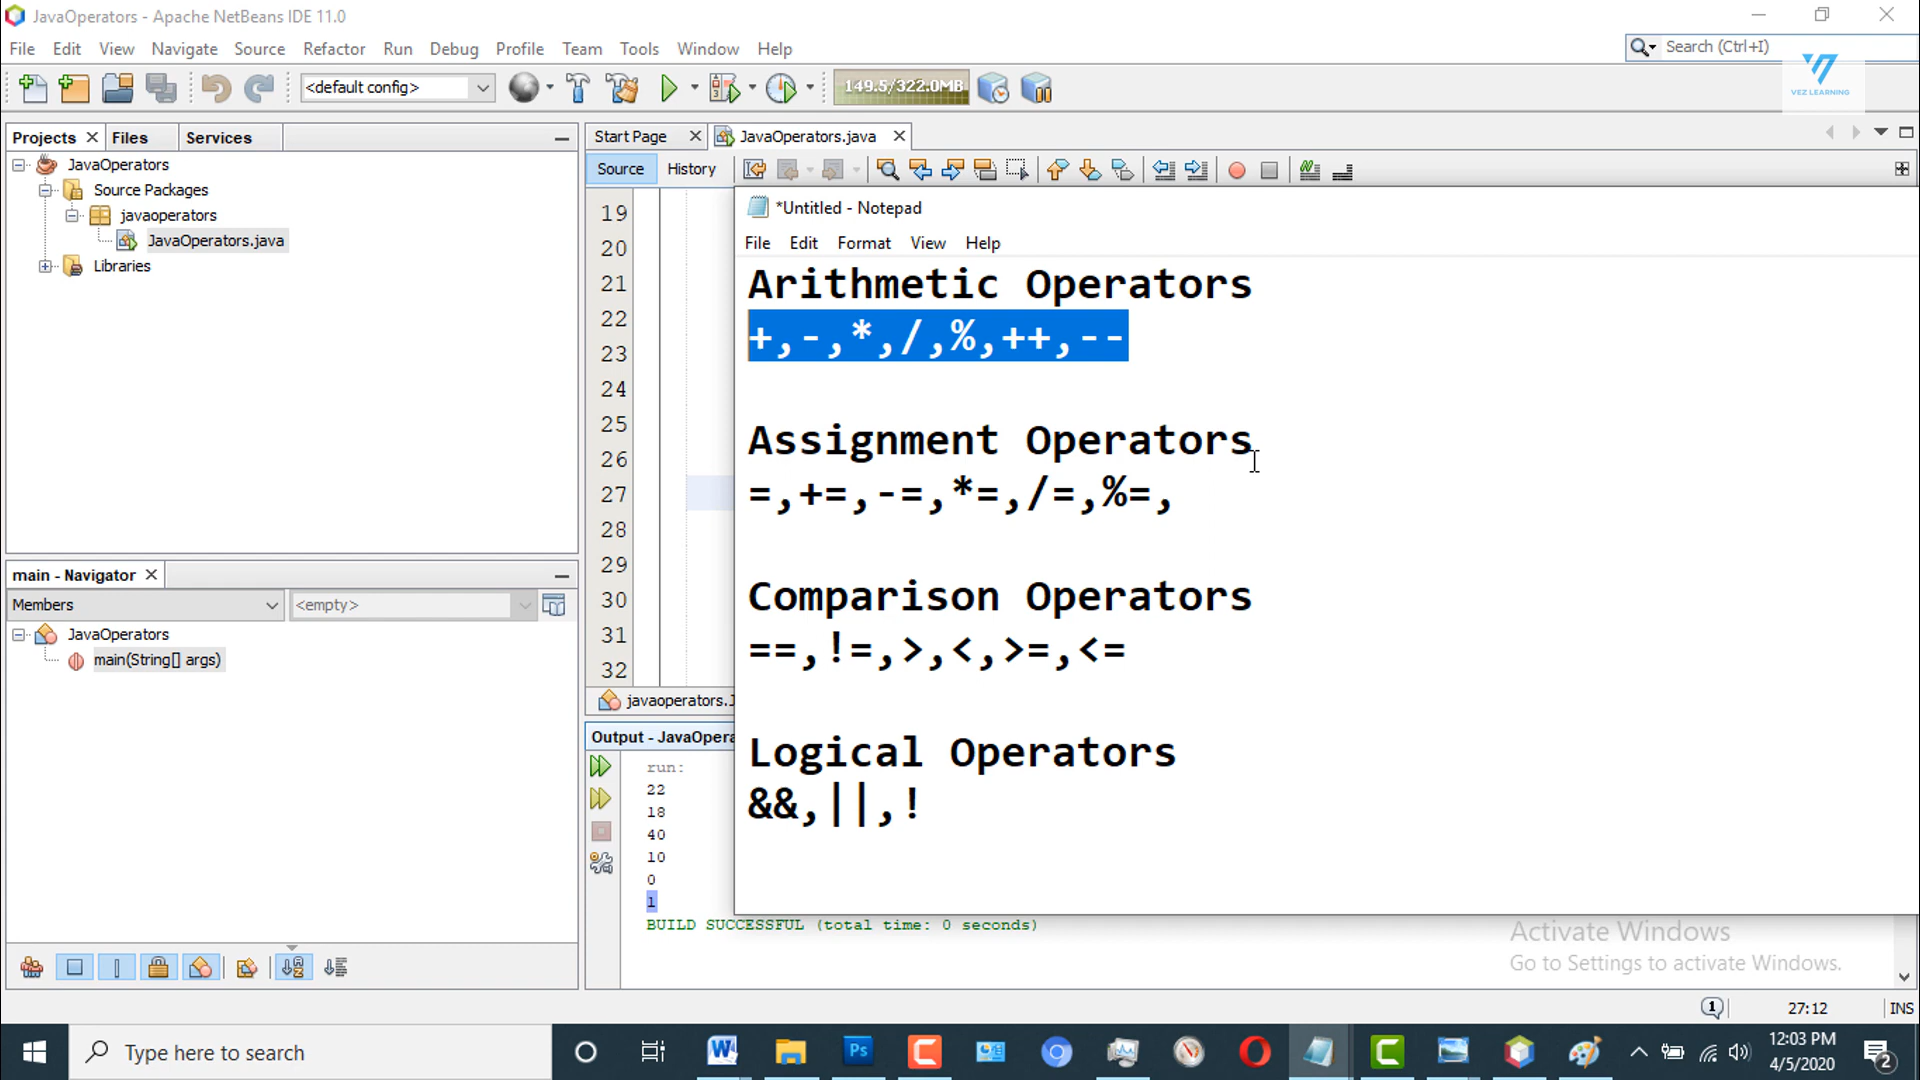 JavaOperators - Apache NetBeans IDE 11.0
File Edit View Navigate Source Refactor Run Debug Profile Team Tools Window Help
Search (Ctrl+I)
<default config>
149.5/322.0MB
VEZ LEARNING
Projects Files Services
JavaOperators
Source Packages
javaoperators
JavaOperators.java
Libraries
main - Navigator
Members <empty>
JavaOperators
main(String[] args)
Start Page JavaOperators.java
Source History
19
20
21
22
23
24
25
26
27
28
29
30
31
32
*Untitled - Notepad
File Edit Format View Help
Arithmetic Operators
+,-,*,/,%,++,--
Assignment Operators
=,+=,-=,*=,/=,%=,
Comparison Operators
==,!=,>,<,>=,<=
Logical Operators
&&,||,!
javaoperators.
Output - JavaOpera
run:
22
18
40
10
0
1
BUILD SUCCESSFUL (total time: 0 seconds)
Activate Windows
Go to Settings to activate Windows.
1
27:12
INS
Type here to search
12:03 PM
4/5/2020
2